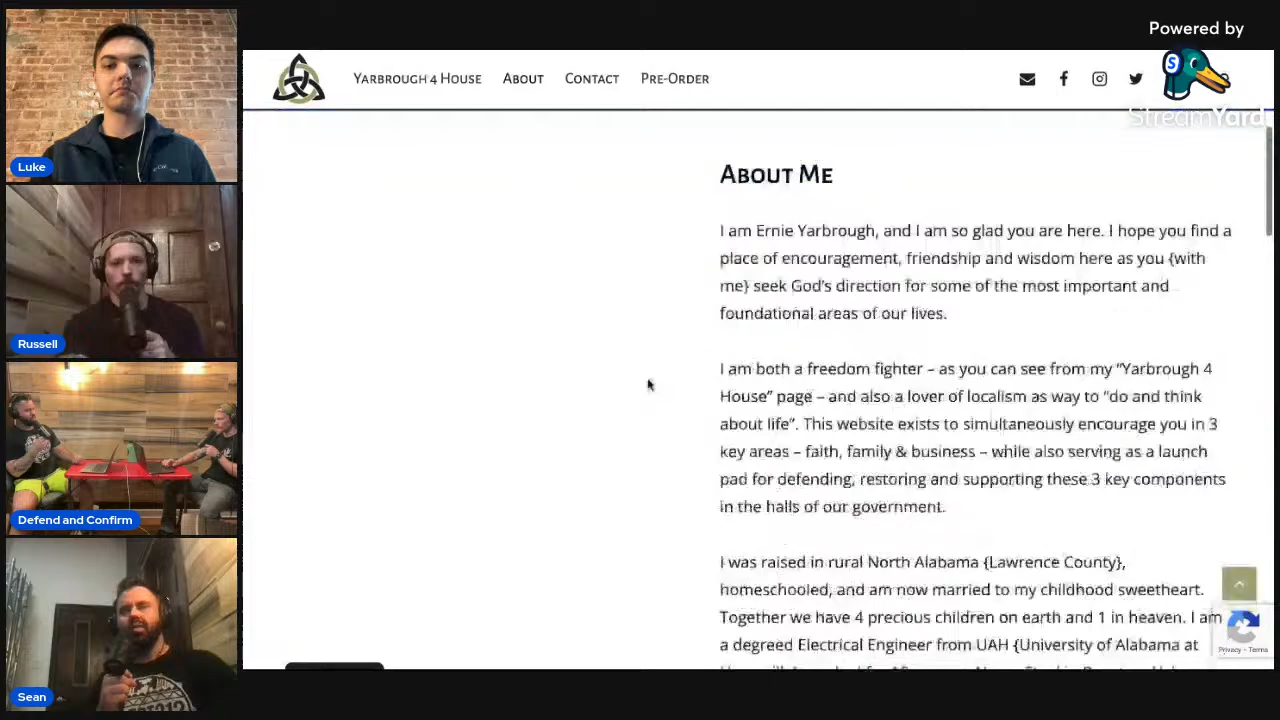 Powered by
StreamYard
Yarbrough 4 House About Contact Pre-Order
About Me
I am Ernie Yarbrough, and I am so glad you are here. I hope you find a
place of encouragement, friendship and wisdom here as you {with
me} seek God's direction for some of the most important and
foundational areas of our lives.
I am both a freedom fighter – as you can see from my "Yarbrough 4
House" page – and also a lover of localism as way to "do and think
about life". This website exists to simultaneously encourage you in 3
key areas – faith, family & business – while also serving as a launch
pad for defending, restoring and supporting these 3 key components
in the halls of our government.
I was raised in rural North Alabama {Lawrence County},
homeschooled, and am now married to my childhood sweetheart.
Together we have 4 precious children on earth and 1 in heaven. I am
a degreed Electrical Engineer from UAH {University of Alabama at
Privacy - Terms
Luke
Russell
Defend and Confirm
Sean